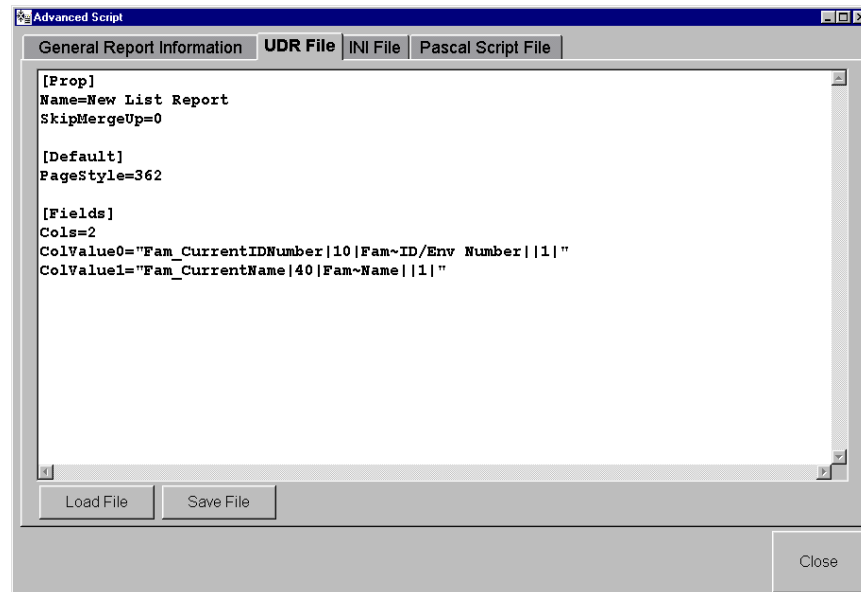 Advanced Script
General Report Information UDR File INI File Pascal Script File
[Prop]
Name=New List Report
SkipMergeUp=0
[Default]
PageStyle=362
[Fields]
Cols=2
ColValue0="Fam_CurrentIDNumber|10|Fam~ID/Env Number||1|"
ColValue1="Fam_CurrentName|40|Fam~Name||1|"
Load File Save File
Close